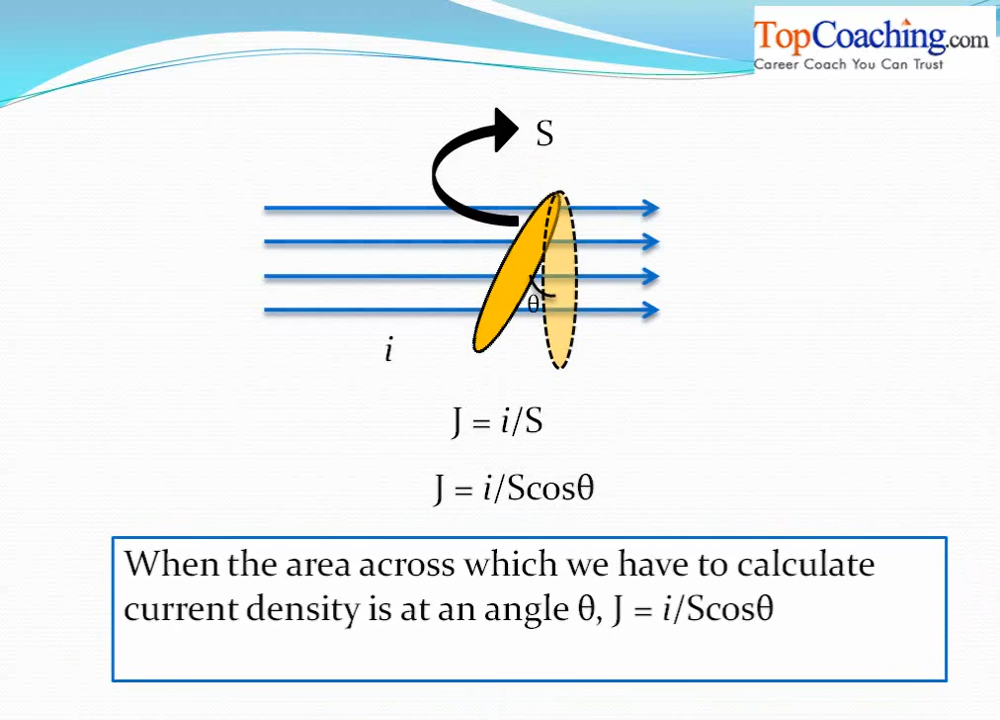 TopCoaching.com
Career Coach You Can Trust
S
θ
i
J = i/S
J = i/Scosθ
When the area across which we have to calculate
current density is at an angle θ, J = i/Scosθ